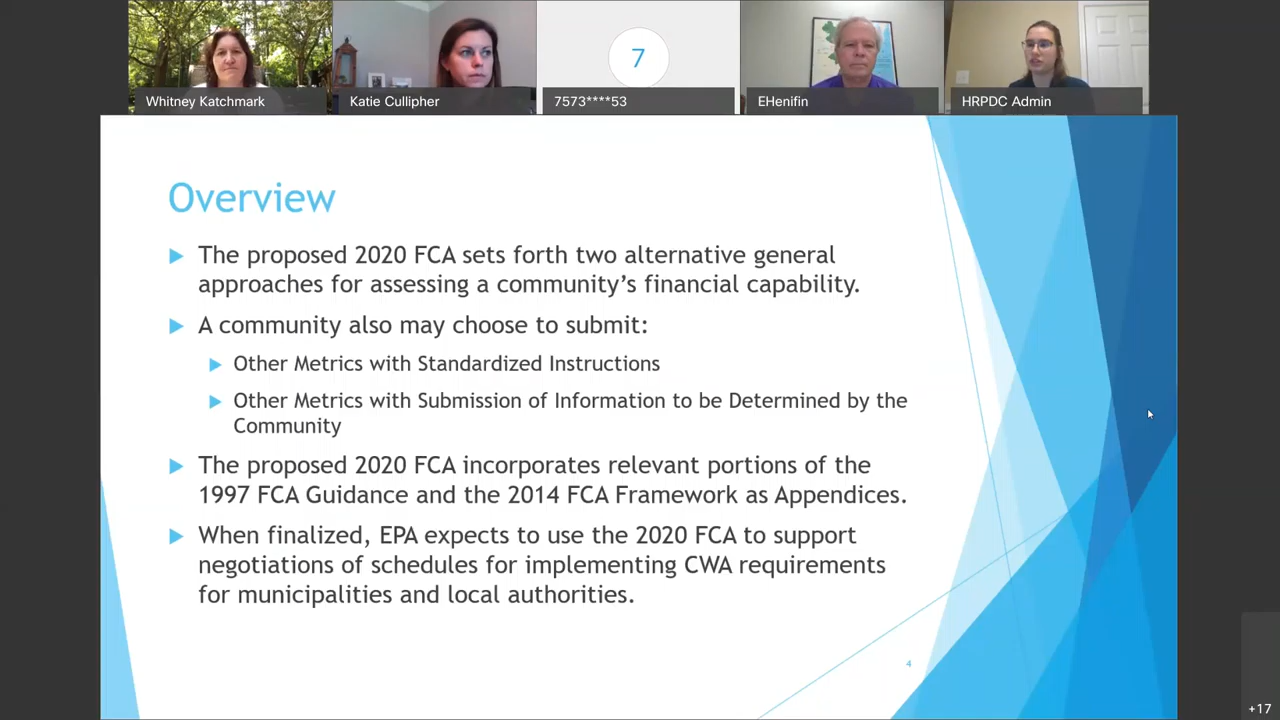 7
Whitney Katchmark
Katie Cullipher
7573****53
EHenifin
HRPDC Admin
Overview
The proposed 2020 FCA sets forth two alternative general
approaches for assessing a community's financial capability.
A community also may choose to submit:
Other Metrics with Standardized Instructions
Other Metrics with Submission of Information to be Determined by the
Community
The proposed 2020 FCA incorporates relevant portions of the
1997 FCA Guidance and the 2014 FCA Framework as Appendices.
When finalized, EPA expects to use the 2020 FCA to support
negotiations of schedules for implementing CWA requirements
for municipalities and local authorities.
4
+17